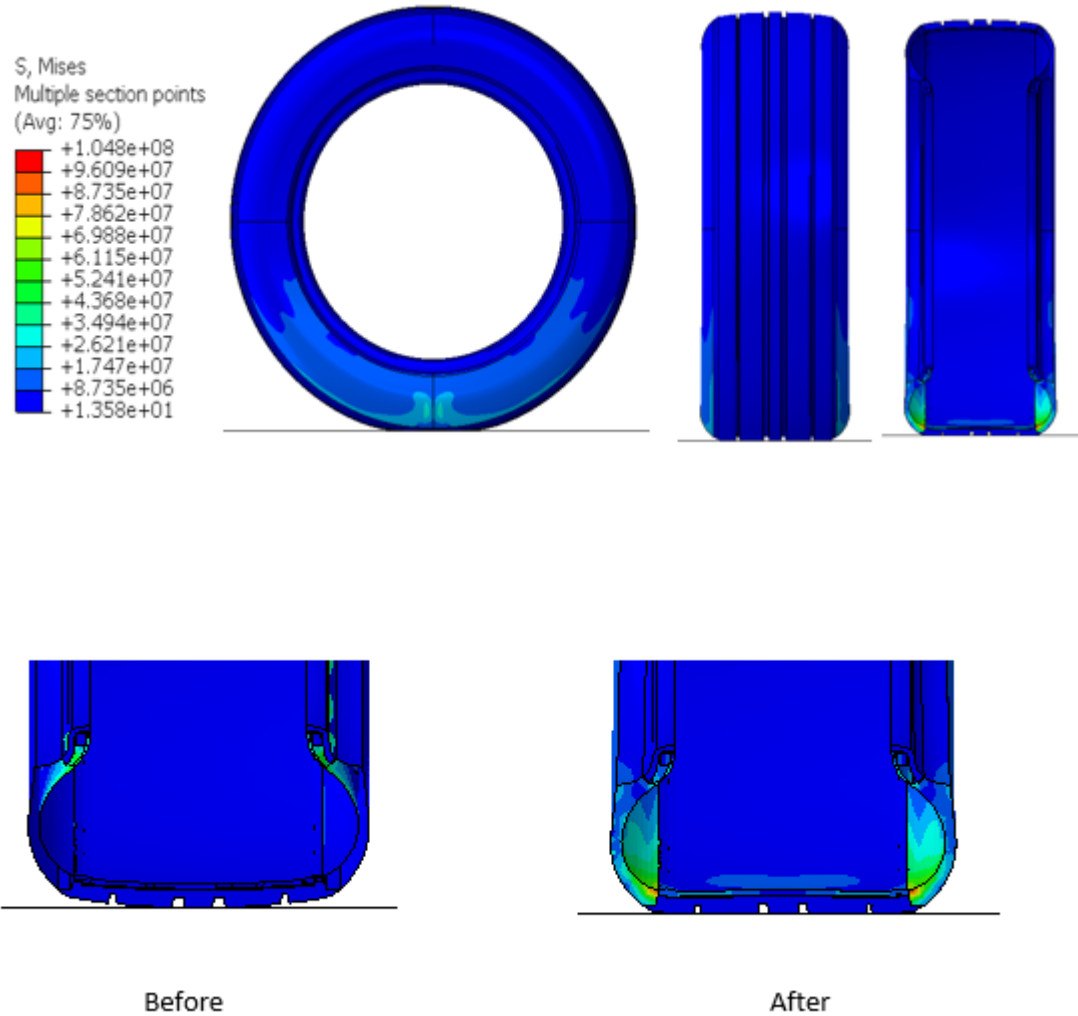 S, Mises
Multiple section points
(Avg: 75%)
+1.048e+08
+9.609e+07
+8.735e+07
+7.862e+07
+6.988e+07
+6.115e+07
+5.241e+07
+4.368e+07
+3.494e+07
+2.621e+07
+1.747e+07
+8.735e+06
+1.358e+01
Before
After